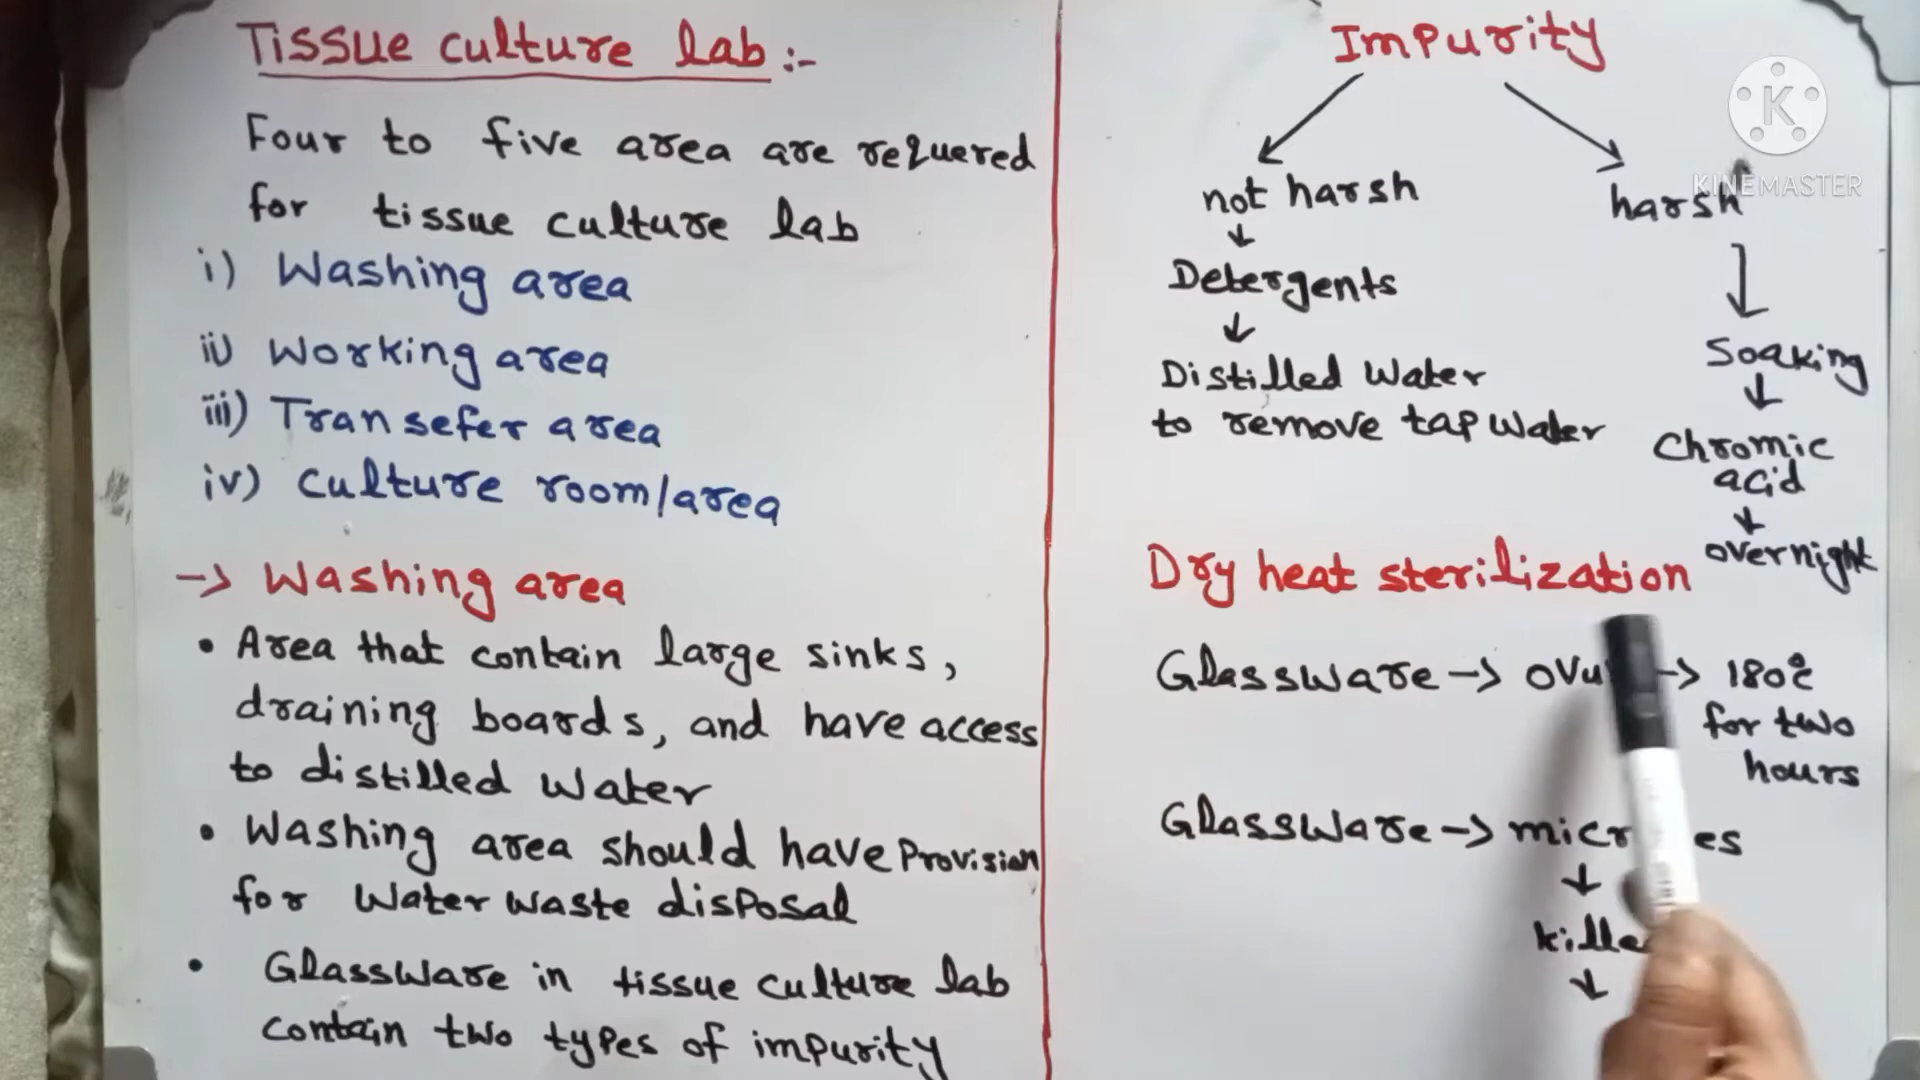 Tissue culture lab :-
Four to five area are requered
for tissue culture lab
i) Washing area
ii) Working area
iii) Transefer area
iv) Culture room/area
-> Washing area
• Area that contain large sinks,
draining boards, and have access
to distilled water
• Washing area should have Provision
for water waste disposal
• Glassware in tissue culture lab
contain two types of impurity
Impurity
not harsh
↓
Detergents
↓
Distilled Water
to remove tap water
harsh
↓
Soaking
↓
Chromic
acid
↓
overnight
Dry heat sterilization
Glassware -> -> 180°c
for two
hours
Glassware ->
↓
↓
KINEMASTER